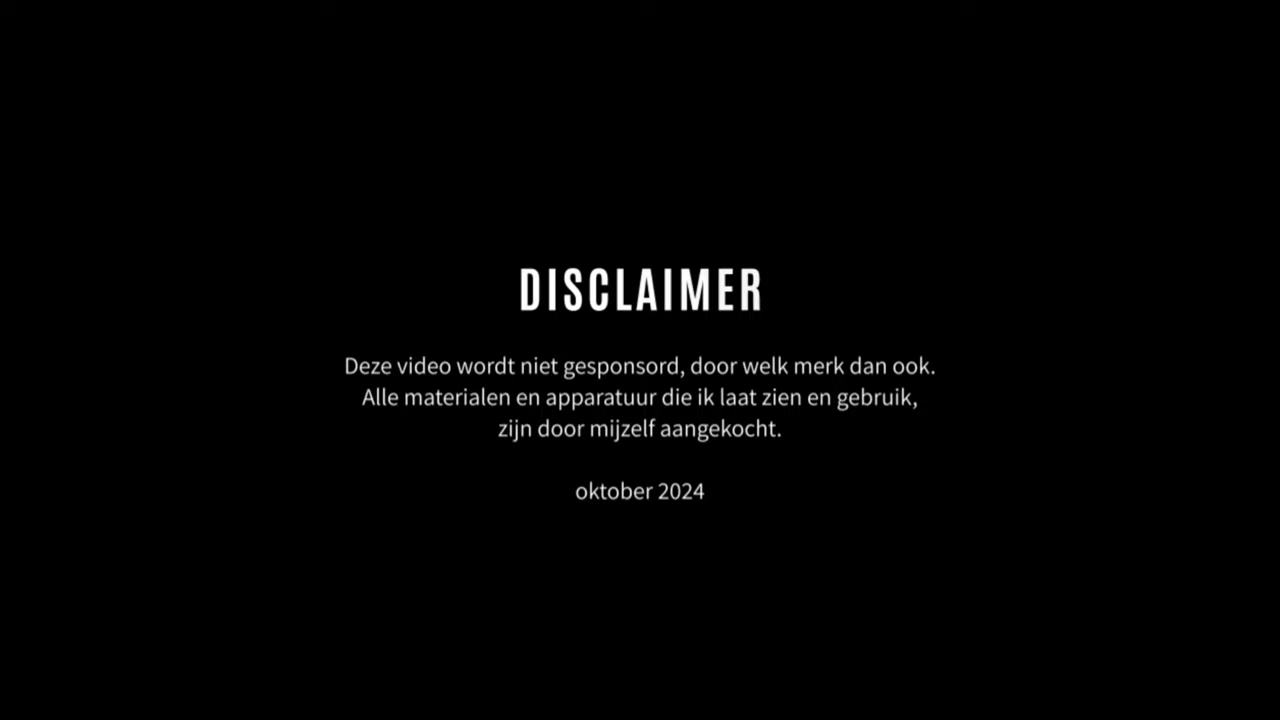 DISCLAIMER
Deze video wordt niet gesponsord, door welk merk dan ook.
Alle materialen en apparatuur die ik laat zien en gebruik,
zijn door mijzelf aangekocht.
oktober 2024